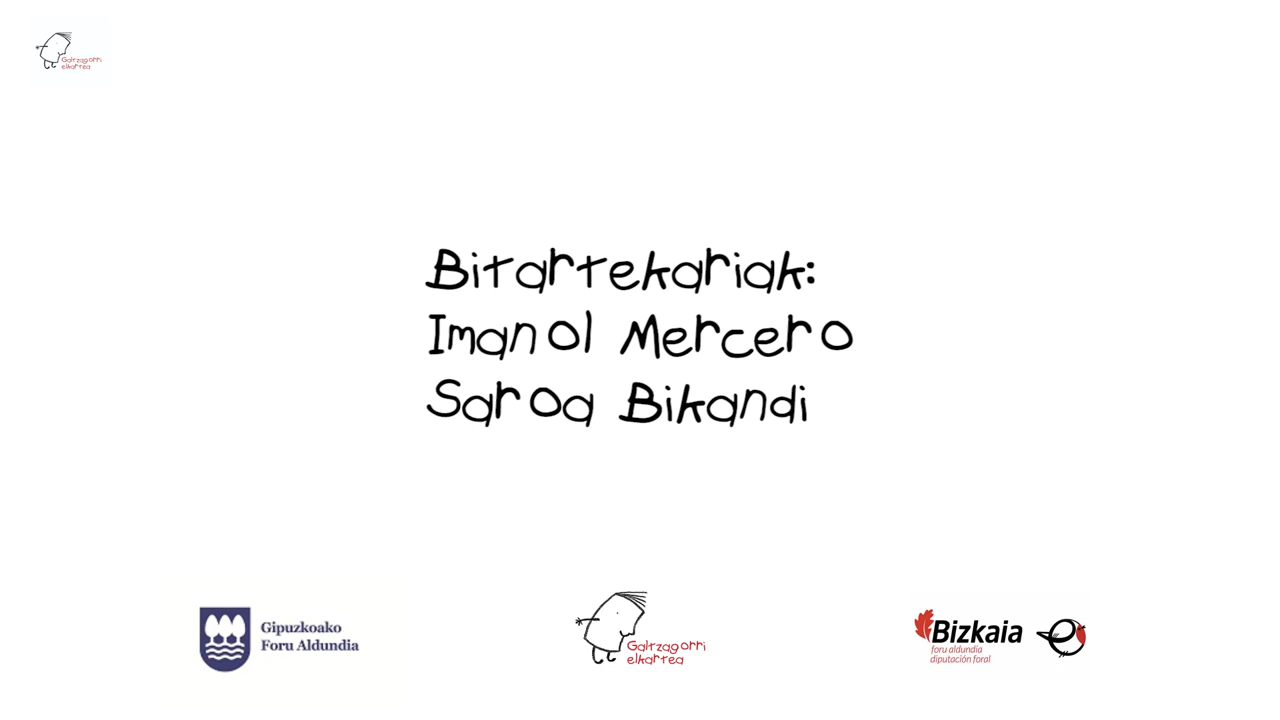 Galtzagorri
elkartea
Bitartekariak:
Imanol Mercero
Saroa Bikandi
Gipuzkoako
Foru Aldundia
Galtzagorri
elkartea
Bizkaia
foru aldundia
diputación foral